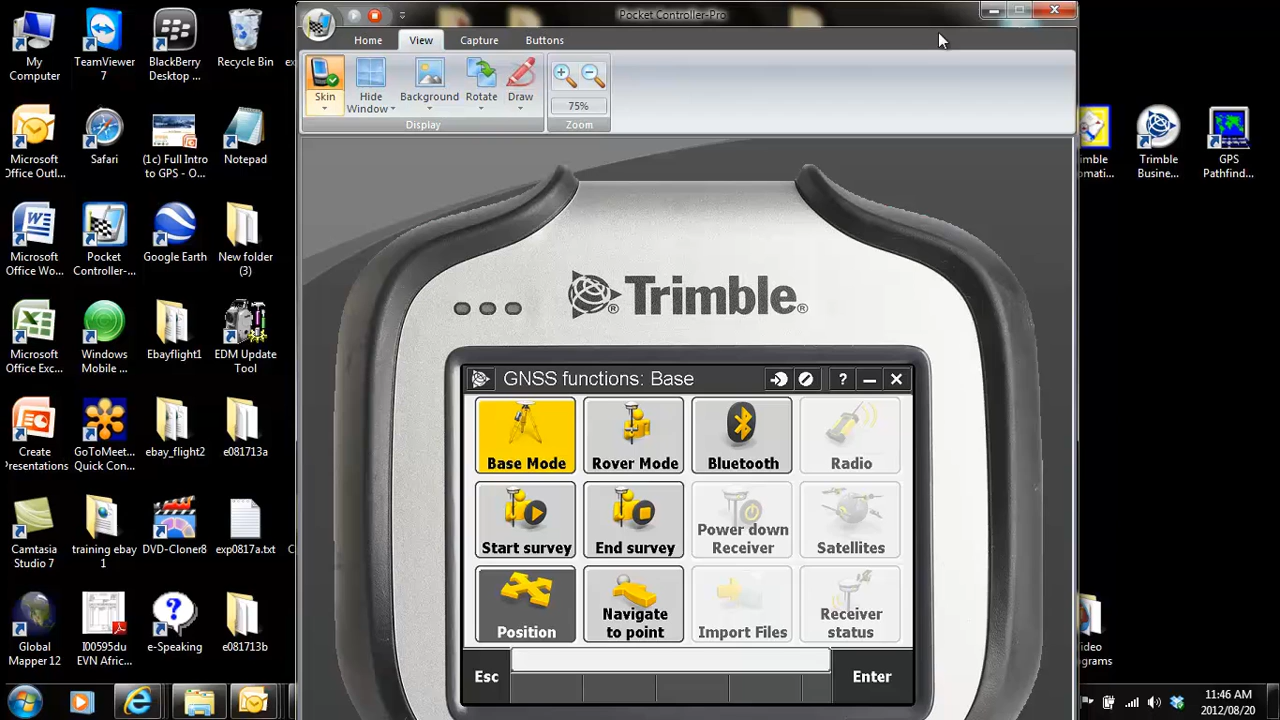 Pocket Controller-Pro
Home
View
Capture
Buttons
Skin
Hide
Window
Background
Rotate
Draw
75%
Display
Zoom
My
Computer
TeamViewer
7
BlackBerry
Desktop ...
Recycle Bin
Microsoft
Office Outl...
Safari
(1c) Full Intro
to GPS - O...
Notepad
Microsoft
Office Wo...
Pocket
Controller-...
Google Earth
New folder
(3)
Microsoft
Office Exc...
Windows
Mobile ...
Ebayflight1
EDM Update
Tool
Create
Presentations
GoToMeet...
Quick Con...
ebay_flight2
e081713a
Camtasia
Studio 7
training ebay
1
DVD-Cloner8
exp0817a.txt
Global
Mapper 12
I00595du
EVN Afric...
e-Speaking
e081713b
Trimble
Busine...
GPS
Pathfind...
Trimble
GNSS functions: Base
?
Base Mode
Rover Mode
Bluetooth
Radio
Start survey
End survey
Power down
Receiver
Satellites
Position
Navigate
to point
Import Files
Receiver
status
Esc
Enter
11:46 AM
2012/08/20